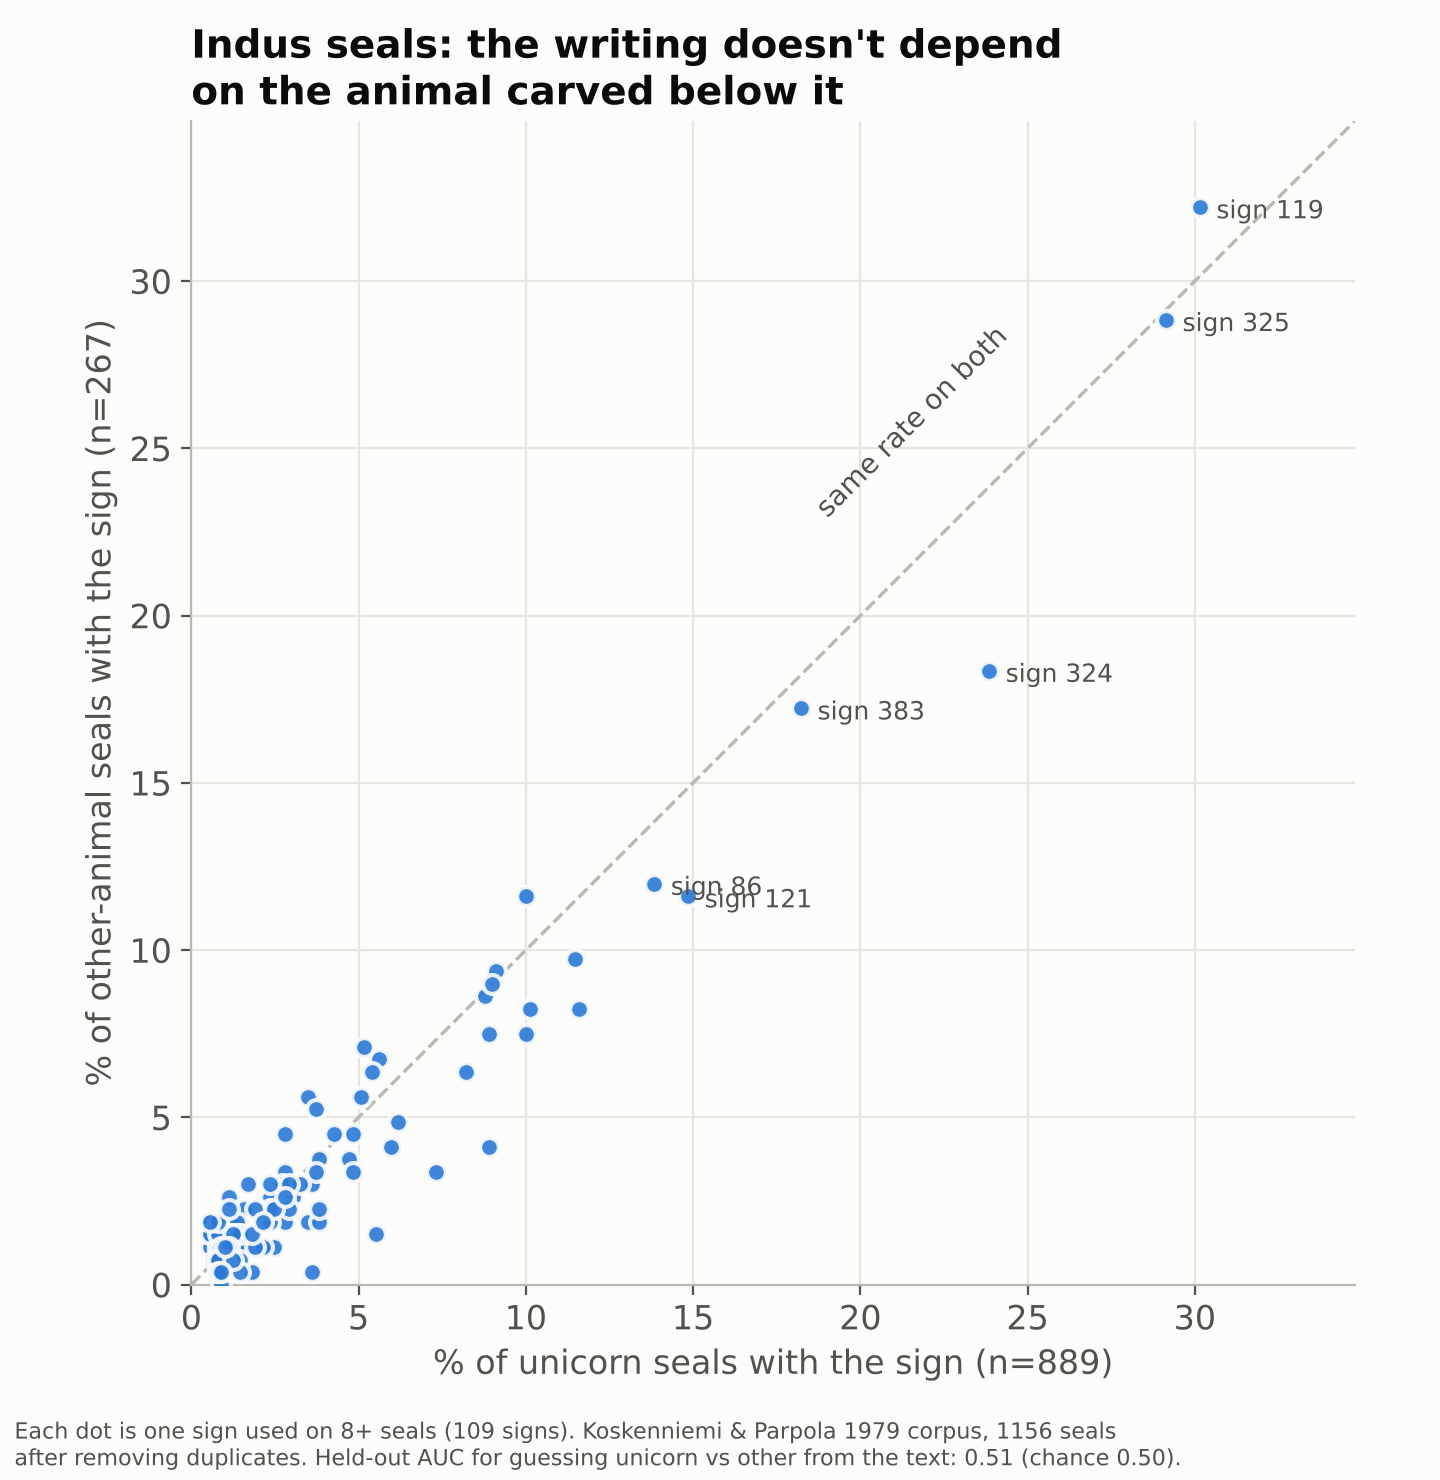 Indus seals: the writing doesn't depend
on the animal carved below it
% of other-animal seals with the sign (n=267)
30
25
20
15
10
5
0
sign 119
sign 325
same rate on both
sign 324
sign 383
sign 86
sign 121
0 5 10 15 20 25 30
% of unicorn seals with the sign (n=889)
Each dot is one sign used on 8+ seals (109 signs). Koskenniemi & Parpola 1979 corpus, 1156 seals
after removing duplicates. Held-out AUC for guessing unicorn vs other from the text: 0.51 (chance 0.50).